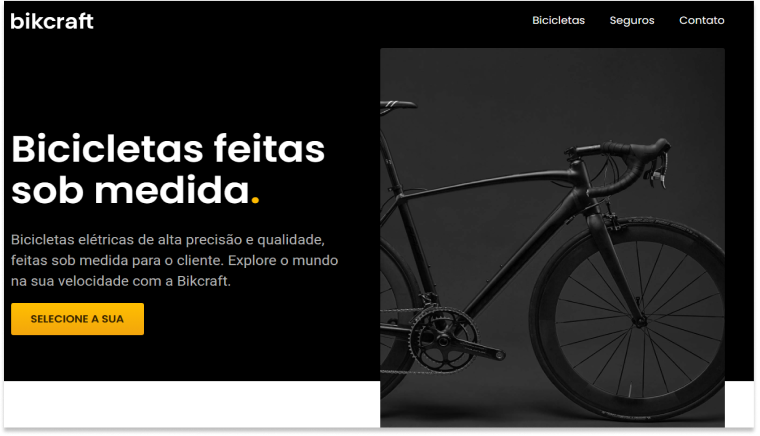 bikcraft
Bicicletas
Seguros
Contato
Bicicletas feitas
sob medida.
Bicicletas elétricas de alta precisão e qualidade,
feitas sob medida para o cliente. Explore o mundo
na sua velocidade com a Bikcraft.
SELECIONE A SUA